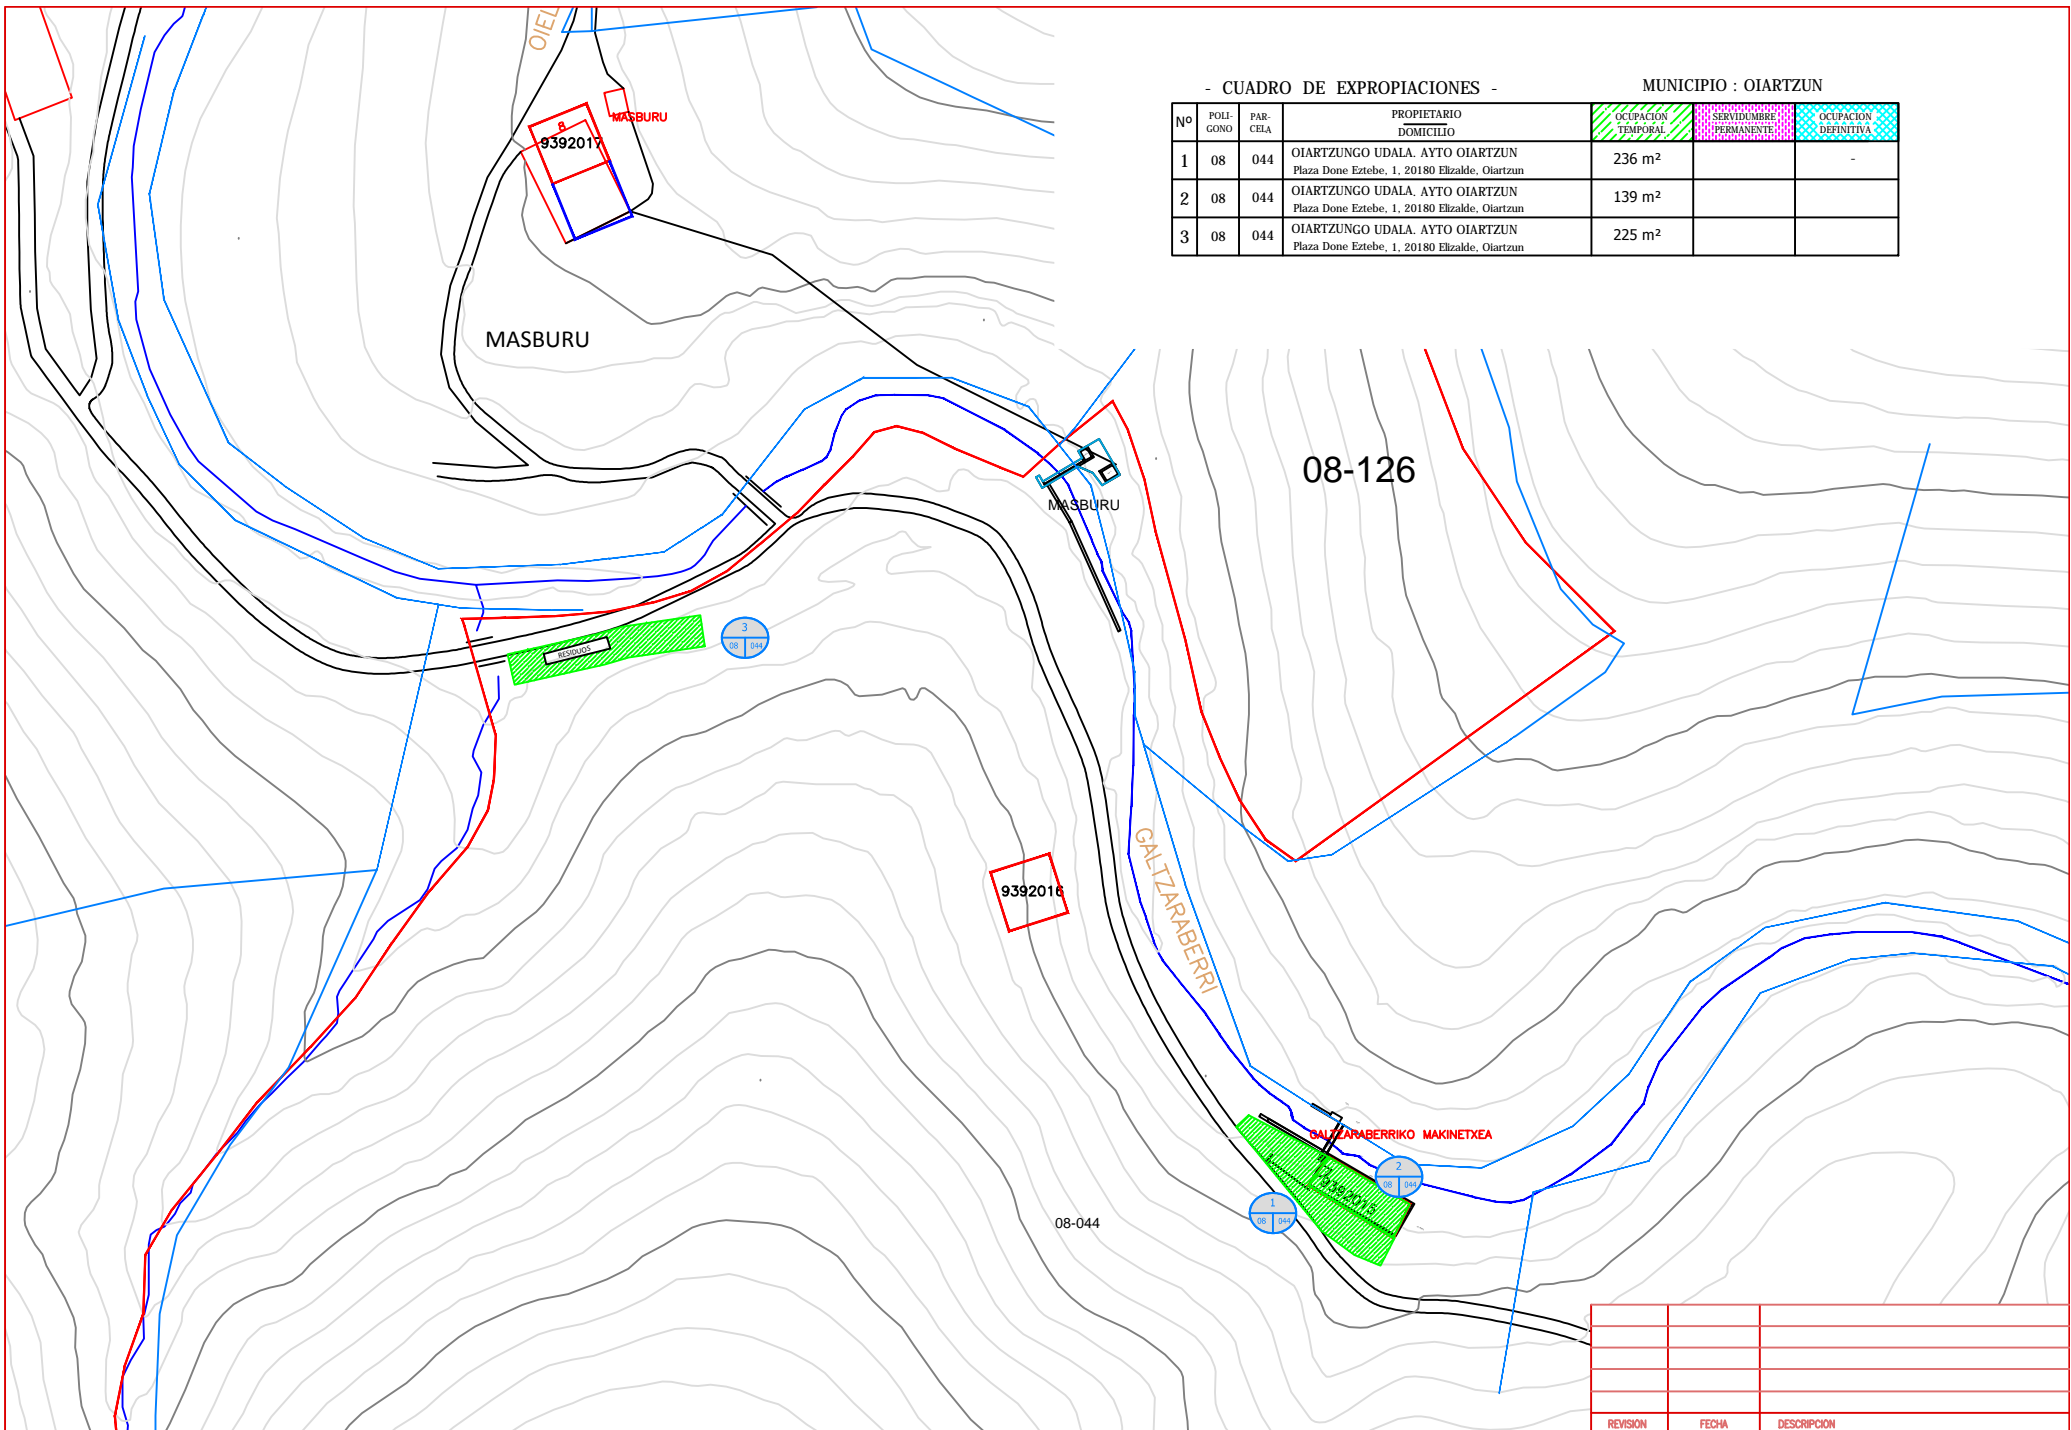 OIEL
- CUADRO DE EXPROPIACIONES -
MUNICIPIO : OIARTZUN
Nº POLI-GONO PAR-CELA PROPIETARIO DOMICILIO OCUPACION TEMPORAL SERVIDUMBRE PERMANENTE OCUPACION DEFINITIVA
1 08 044 OIARTZUNGO UDALA. AYTO OIARTZUN 236 m² -
Plaza Done Eztebe, 1, 20180 Elizalde, Oiartzun
2 08 044 OIARTZUNGO UDALA. AYTO OIARTZUN 139 m²
Plaza Done Eztebe, 1, 20180 Elizalde, Oiartzun
3 08 044 OIARTZUNGO UDALA. AYTO OIARTZUN 225 m²
Plaza Done Eztebe, 1, 20180 Elizalde, Oiartzun
MASBURU
8
9392017
MASBURU
08-126
MASBURU
3
08 044
RESIDUOS
9392016
GALTZARABERRI
GALTZARABERRIKO MAKINETXEA
2
08 044
9392015
1
08 044
08-044
REVISION FECHA DESCRIPCION